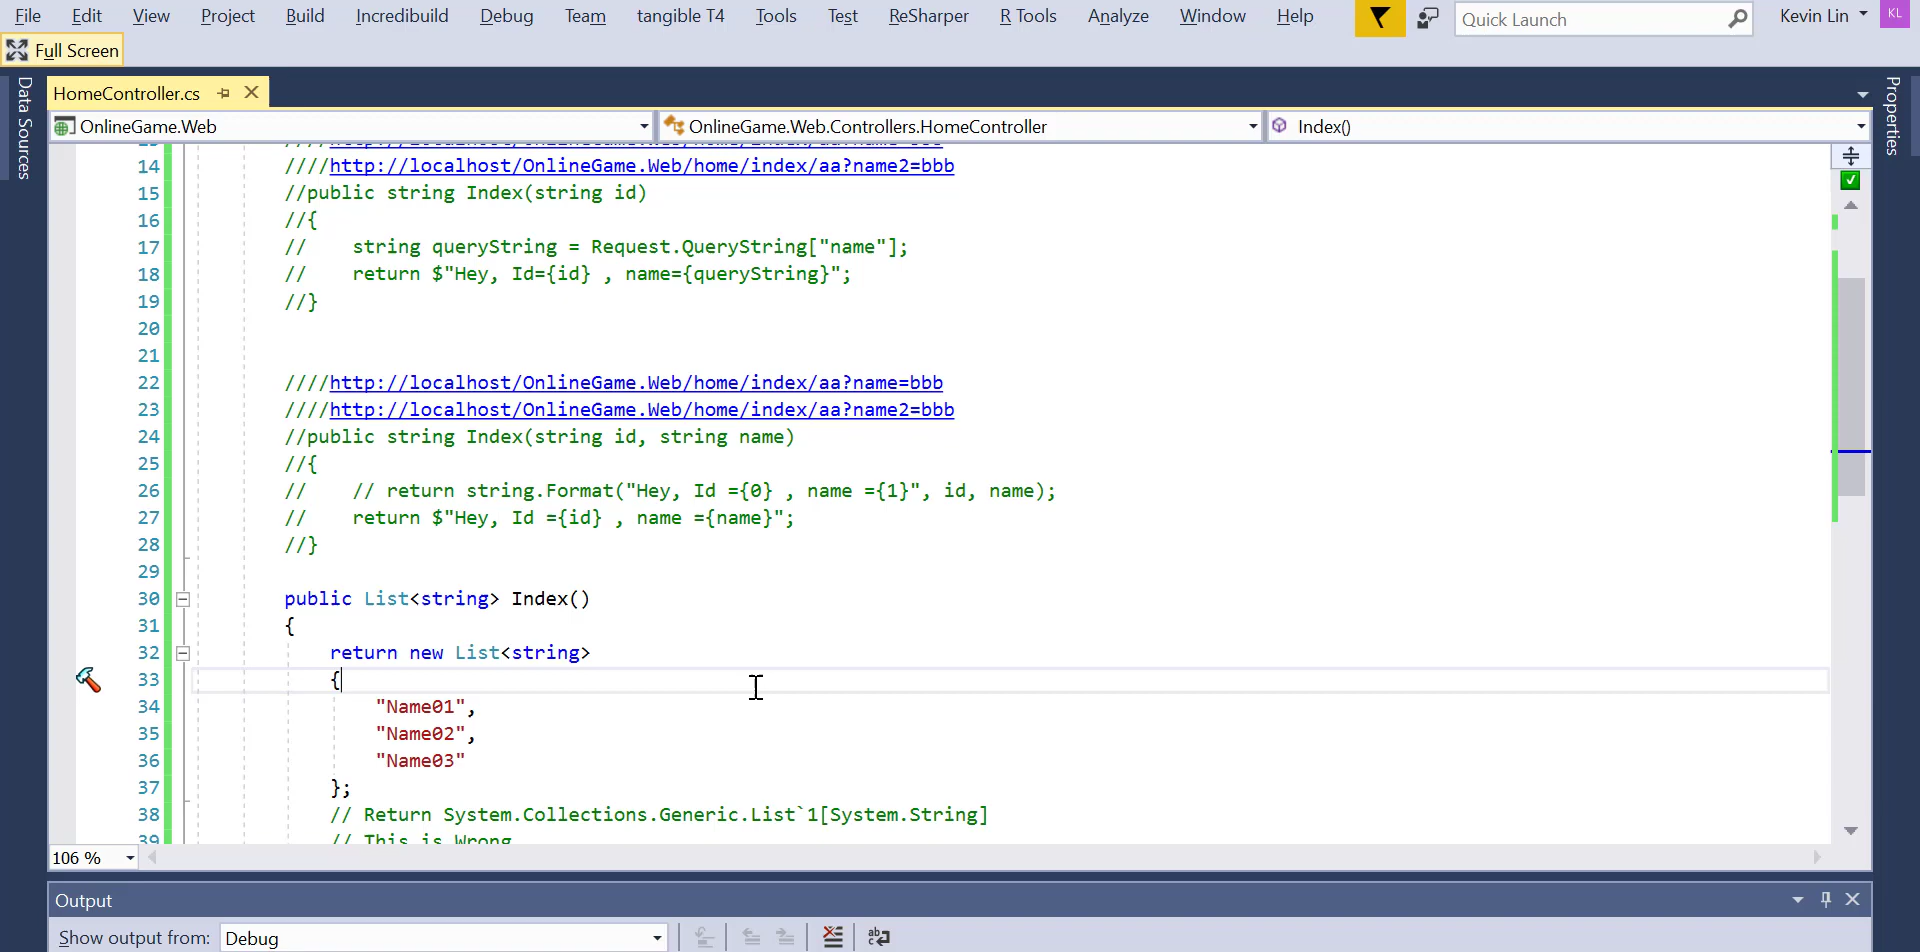 File Edit View Project Build Incredibuild Debug Team tangible T4 Tools Test ReSharper R Tools Analyze Window Help Quick Launch Kevin Lin KL
Full Screen
Data Sources
HomeController.cs
Properties
OnlineGame.Web OnlineGame.Web.Controllers.HomeController Index()
14 ////http://localhost/OnlineGame.Web/home/index/aa?name2=bbb
15 //public string Index(string id)
16 //{
17 //    string queryString = Request.QueryString["name"];
18 //    return $"Hey, Id={id} , name={queryString}";
19 //}
20
21
22 ////http://localhost/OnlineGame.Web/home/index/aa?name=bbb
23 ////http://localhost/OnlineGame.Web/home/index/aa?name2=bbb
24 //public string Index(string id, string name)
25 //{
26 //    // return string.Format("Hey, Id ={0} , name ={1}", id, name);
27 //    return $"Hey, Id ={id} , name ={name}";
28 //}
29
30 public List<string> Index()
31 {
32 return new List<string>
33 {
34 "Name01",
35 "Name02",
36 "Name03"
37 };
38 // Return System.Collections.Generic.List`1[System.String]
39 // This is Wrong
106 %
Output
Show output from: Debug